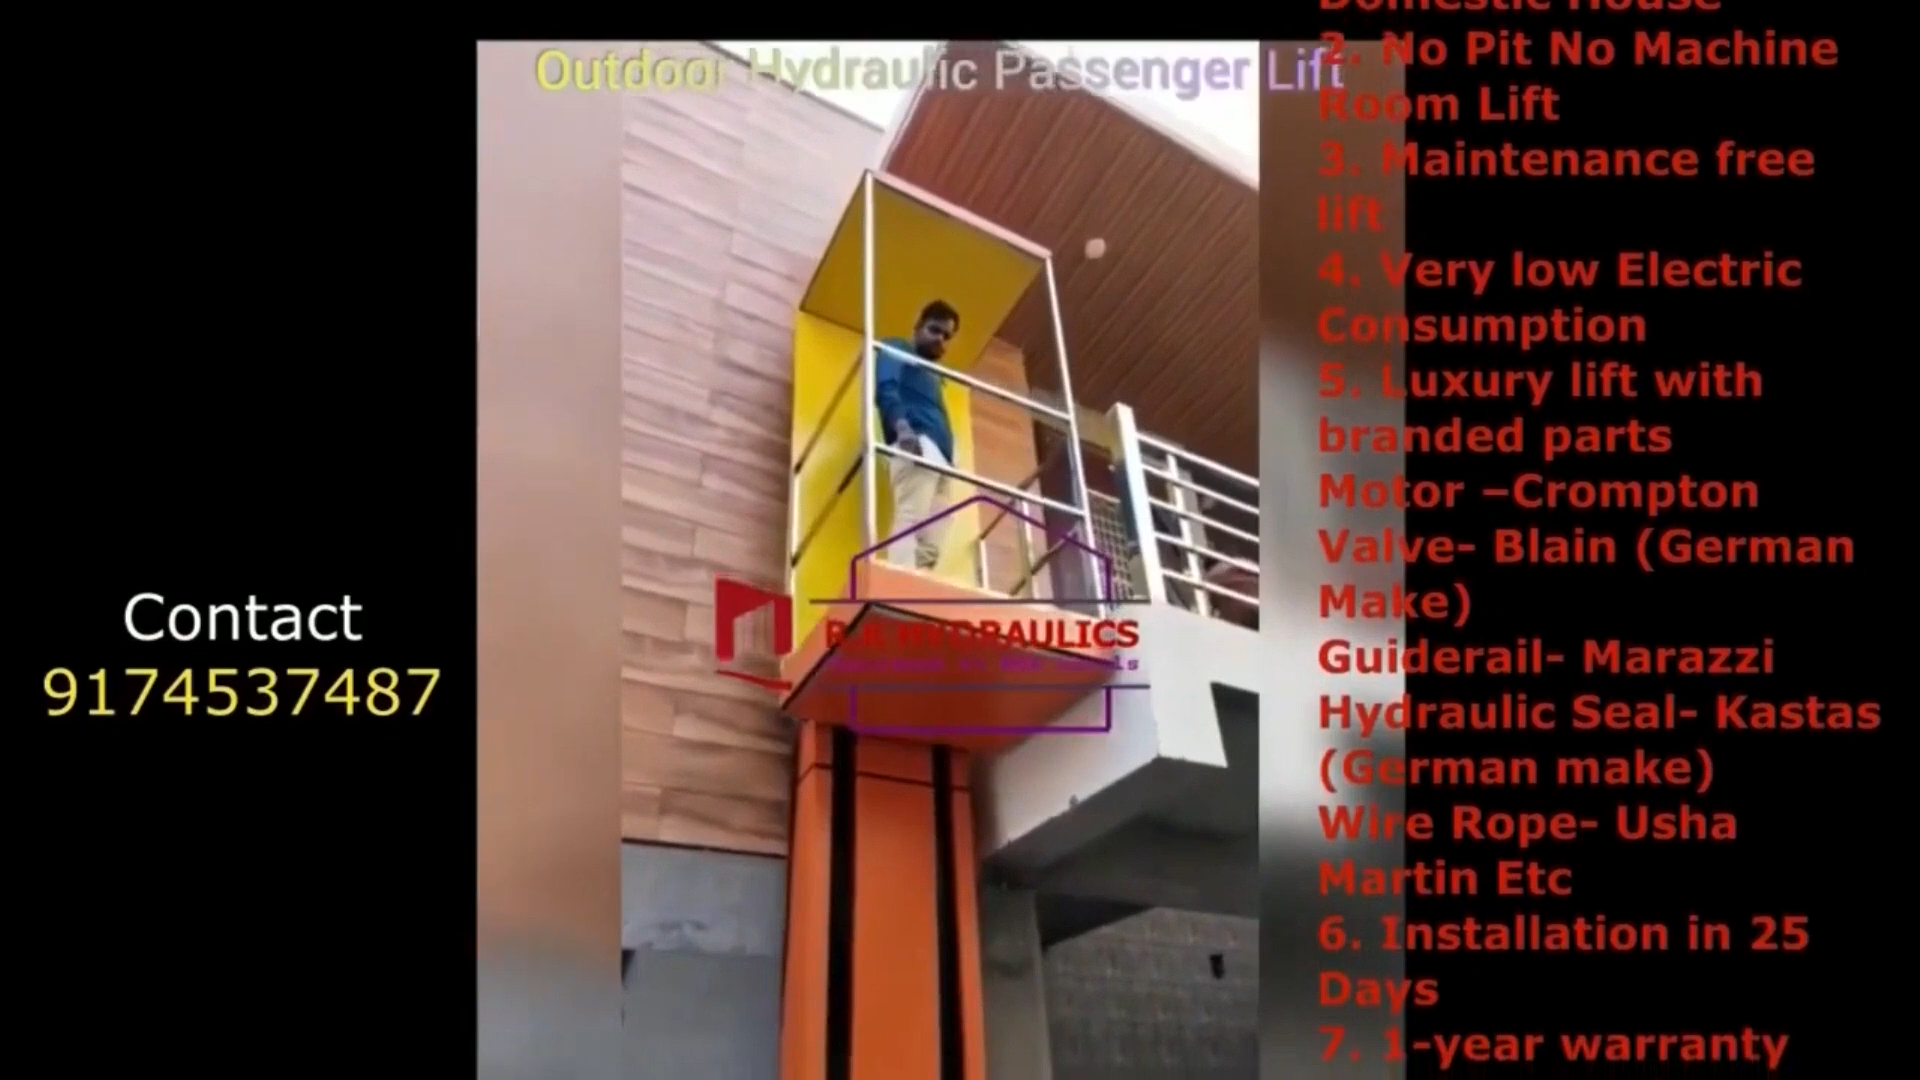 Outdoor Hydraulic Passenger Lift
Contact
9174537487
HYDRAULICS
Domestic House
2. No Pit No Machine
Room Lift
3. Maintenance free
lift
4. Very low Electric
Consumption
5. Luxury lift with
branded parts
Motor –Crompton
Valve- Blain (German
Make)
Guiderail- Marazzi
Hydraulic Seal- Kastas
(German make)
Wire Rope- Usha
Martin Etc
6. Installation in 25
Days
7. 1-year warranty